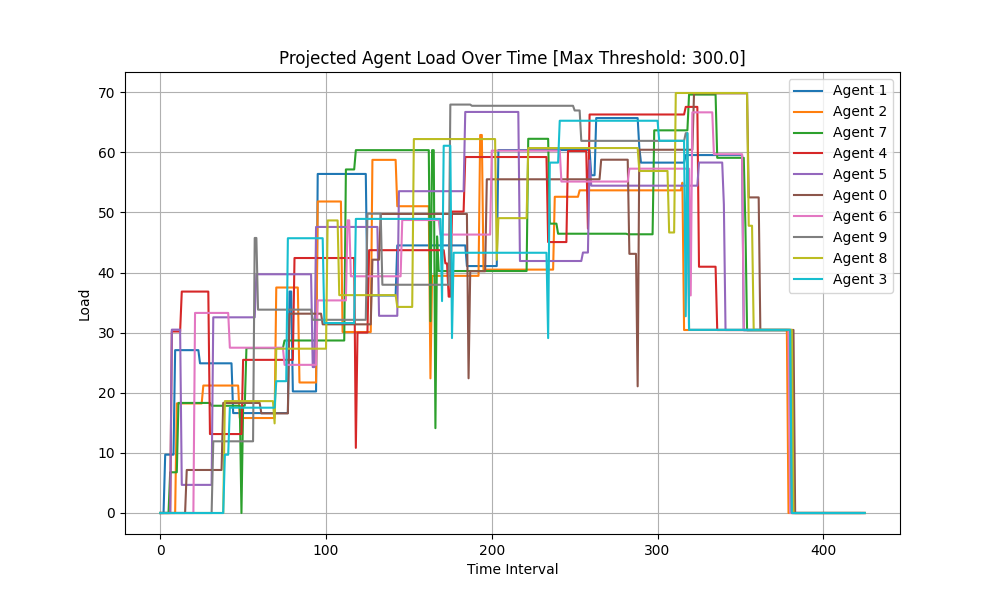 Projected Agent Load Over Time [Max Threshold: 300.0]
Load
70
60
50
40
30
20
10
0
0 100 200 300 400
Time Interval
Agent 1
Agent 2
Agent 7
Agent 4
Agent 5
Agent 0
Agent 6
Agent 9
Agent 8
Agent 3